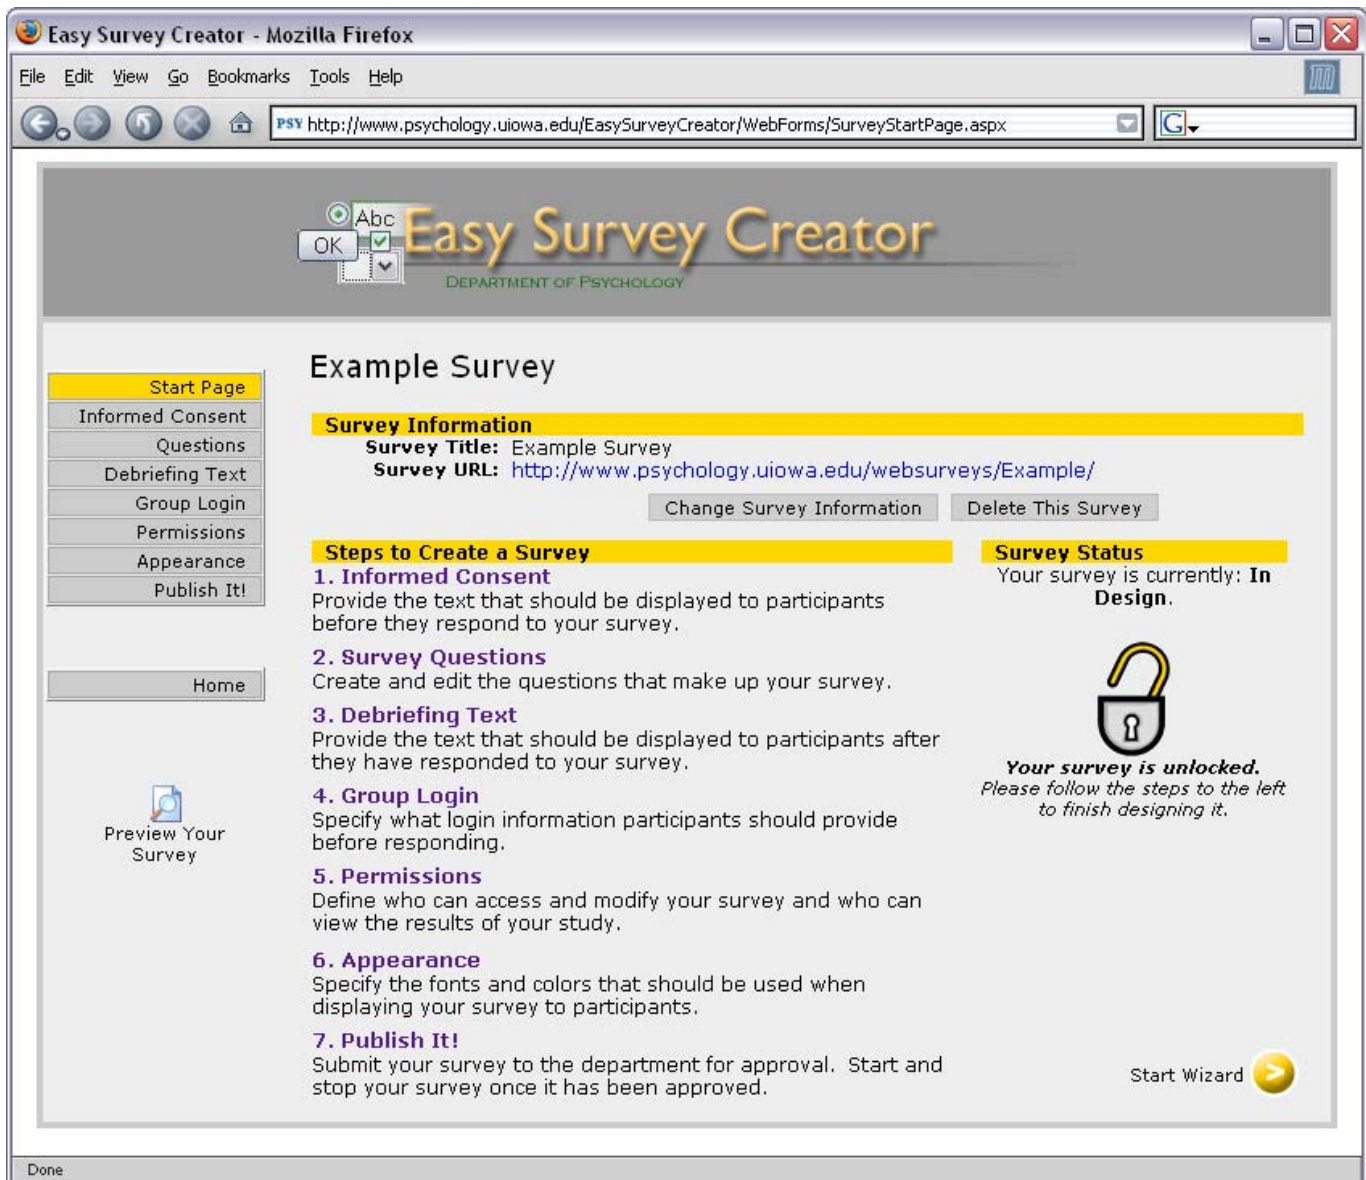 Easy Survey Creator - Mozilla Firefox
File Edit View Go Bookmarks Tools Help
PSY http://www.psychology.uiowa.edu/EasySurveyCreator/WebForms/SurveyStartPage.aspx
G
Abc
OK
Easy Survey Creator
DEPARTMENT OF PSYCHOLOGY
Start Page
Informed Consent
Questions
Debriefing Text
Group Login
Permissions
Appearance
Publish It!
Home
Preview Your
Survey
Example Survey
Survey Information
Survey Title: Example Survey
Survey URL: http://www.psychology.uiowa.edu/websurveys/Example/
Change Survey Information
Delete This Survey
Steps to Create a Survey
1. Informed Consent
Provide the text that should be displayed to participants
before they respond to your survey.
2. Survey Questions
Create and edit the questions that make up your survey.
3. Debriefing Text
Provide the text that should be displayed to participants after
they have responded to your survey.
4. Group Login
Specify what login information participants should provide
before responding.
5. Permissions
Define who can access and modify your survey and who can
view the results of your study.
6. Appearance
Specify the fonts and colors that should be used when
displaying your survey to participants.
7. Publish It!
Submit your survey to the department for approval. Start and
stop your survey once it has been approved.
Survey Status
Your survey is currently: In
Design.
Your survey is unlocked.
Please follow the steps to the left
to finish designing it.
Start Wizard
Done